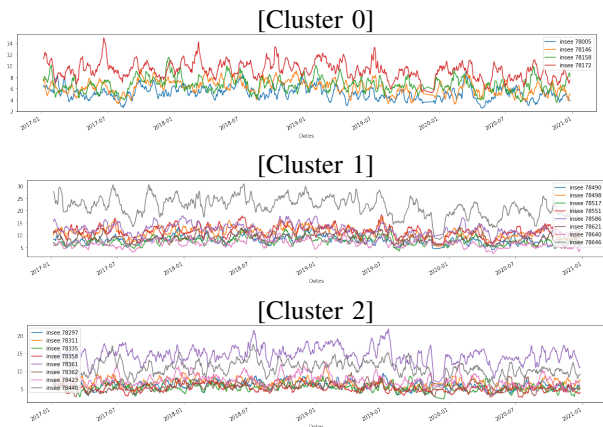 [Cluster 0]
14
12
10
8
6
4
2
insee 78005
insee 78146
insee 78158
insee 78172
2017-01
2017-07
2018-01
2018-07
2019-01
2019-07
2020-01
2020-07
2021-01
Dates
[Cluster 1]
30
25
20
15
10
5
insee 78490
insee 78498
insee 78517
insee 78551
insee 78586
insee 78621
insee 78640
insee 78646
2017-01
2017-07
2018-01
2018-07
2019-01
2019-07
2020-01
2020-07
2021-01
Dates
[Cluster 2]
20
15
10
5
insee 78297
insee 78311
insee 78335
insee 78358
insee 78361
insee 78362
insee 78423
insee 78440
2017-01
2017-07
2018-01
2018-07
2019-01
2019-07
2020-01
2020-07
2021-01
Dates